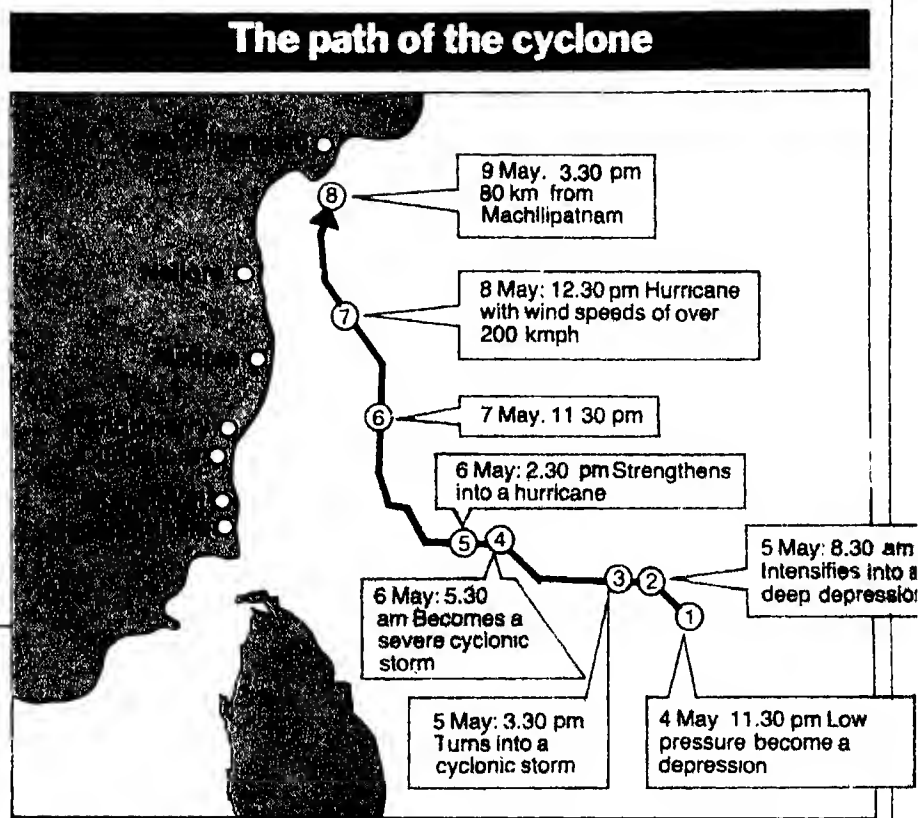 The path of the cyclone
9 May. 3.30 pm
80 km from
Machilipatnam
8
8 May: 12.30 pm Hurricane
with wind speeds of over
200 kmph
7
7 May. 11 30 pm
6
6 May: 2.30 pm Strengthens
into a hurricane
5
4
6 May: 5.30
am Becomes a
severe cyclonic
storm
5 May: 8.30 am
Intensifies into a
deep depression
3
2
1
5 May: 3.30 pm
Turns into a
cyclonic storm
4 May 11.30 pm Low
pressure become a
depression